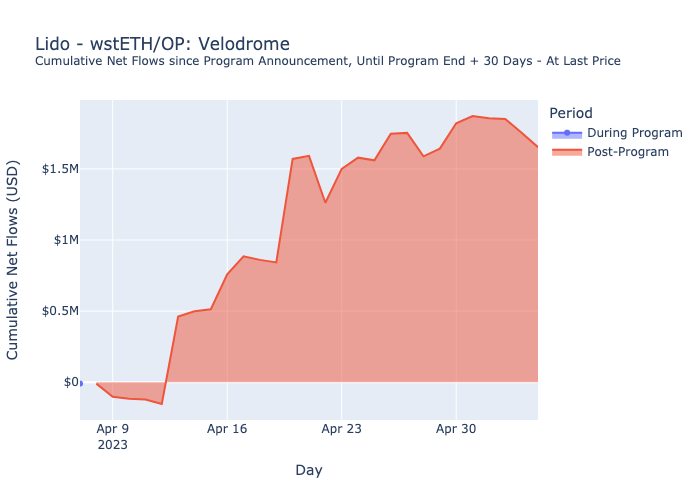 Lido - wstETH/OP: Velodrome
Cumulative Net Flows since Program Announcement, Until Program End + 30 Days - At Last Price
Period
During Program
Post-Program
Cumulative Net Flows (USD)
$1.5M
$1M
$0.5M
$0
Apr 9
2023
Apr 16
Apr 23
Apr 30
Day